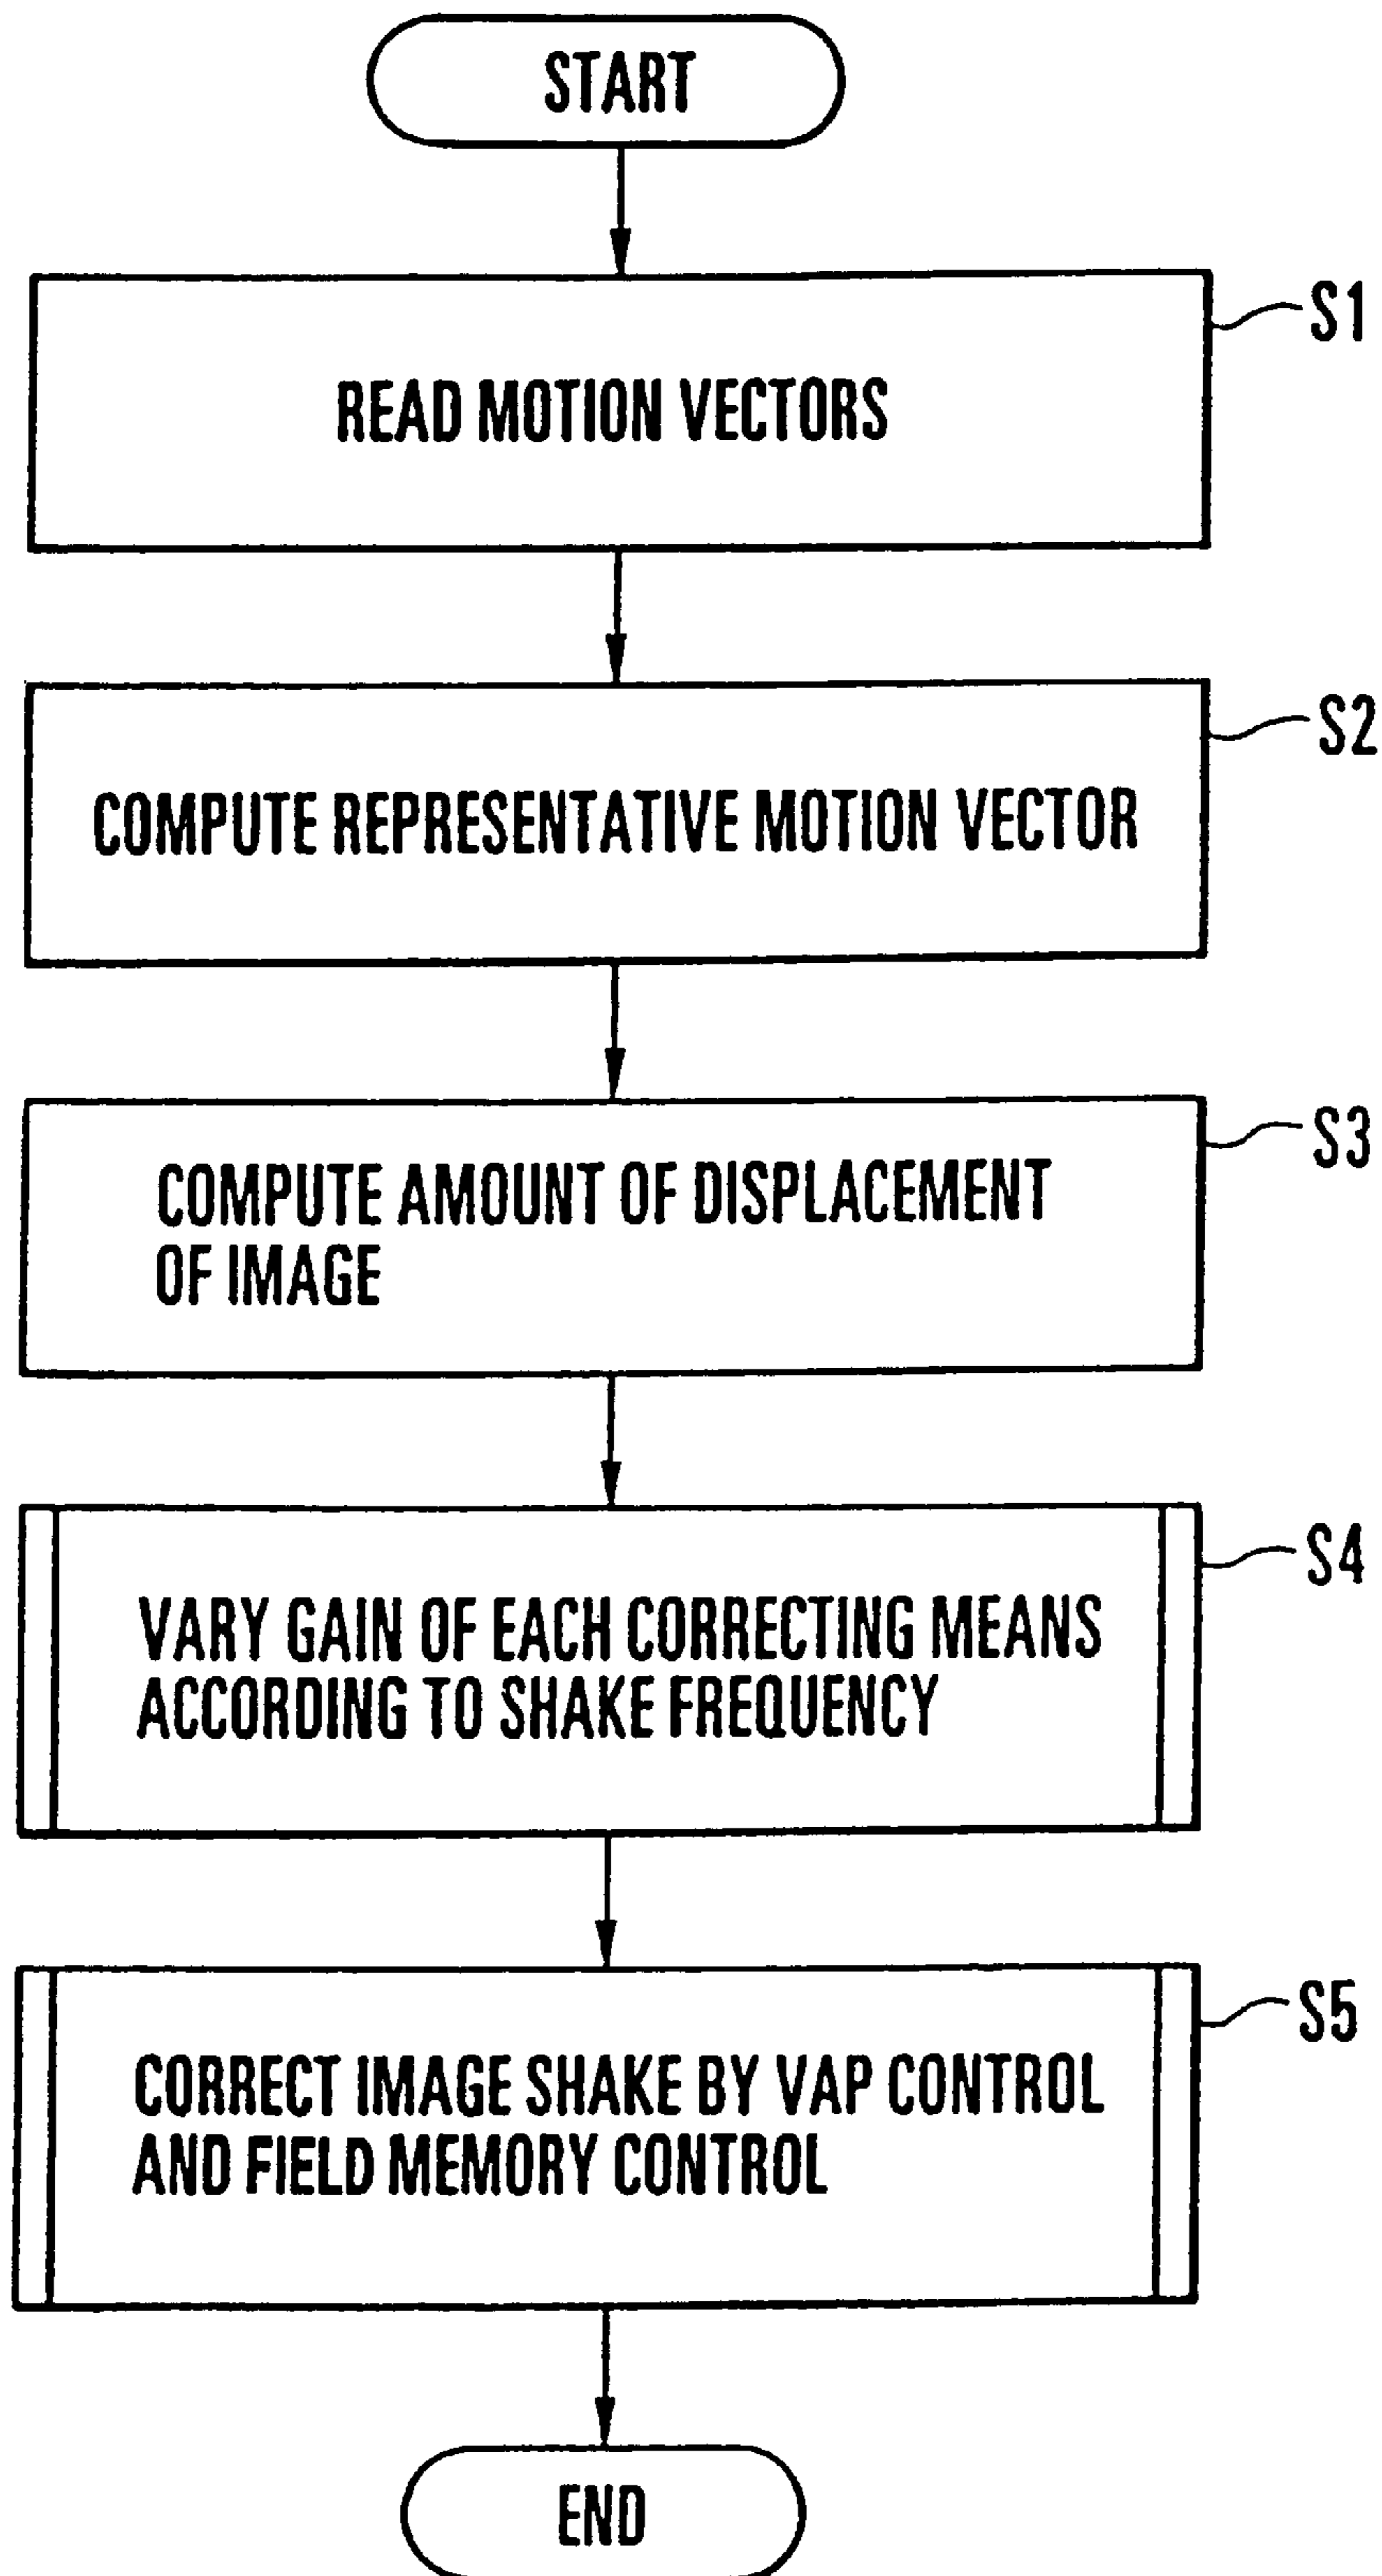 START
S1
READ MOTION VECTORS
S2
COMPUTE REPRESENTATIVE MOTION VECTOR
S3
COMPUTE AMOUNT OF DISPLACEMENT
OF IMAGE
S4
VARY GAIN OF EACH CORRECTING MEANS
ACCORDING TO SHAKE FREQUENCY
S5
CORRECT IMAGE SHAKE BY VAP CONTROL
AND FIELD MEMORY CONTROL
END